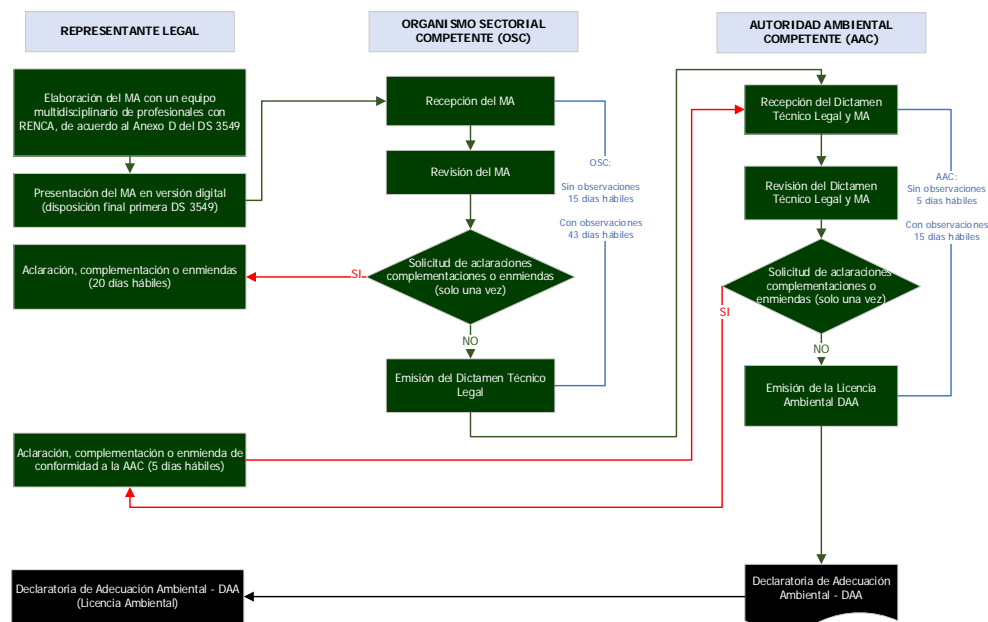 REPRESENTANTE LEGAL
ORGANISMO SECTORIAL
COMPETENTE (OSC)
AUTORIDAD AMBIENTAL
COMPETENTE (AAC)
Elaboración del MA con un equipo
multidisciplinario de profesionales con
RENCA, de acuerdo al Anexo D del DS 3549
Presentación del MA en versión digital
(disposición final primera DS 3549)
Aclaración, complementación o enmiendas
(20 días hábiles)
Aclaración, complementación o enmienda de
conformidad a la AAC (5 días hábiles)
Declaratoria de Adecuación Ambiental - DAA
(Licencia Ambiental)
Recepción del MA
Revisión del MA
Solicitud de aclaraciones
complementaciones o enmiendas
(solo una vez)
SI
NO
Emisión del Dictamen Técnico
Legal
OSC:
Sin observaciones
15 días hábiles
Con observaciones
43 días hábiles
Recepción del Dictamen
Técnico Legal y MA
Revisión del Dictamen
Técnico Legal y MA
Solicitud de aclaraciones
complementaciones o
enmiendas (solo una vez)
SI
NO
Emisión de la Licencia
Ambiental DAA
AAC:
Sin observaciones
5 días hábiles
Con observaciones
15 días hábiles
Declaratoria de Adecuación
Ambiental - DAA